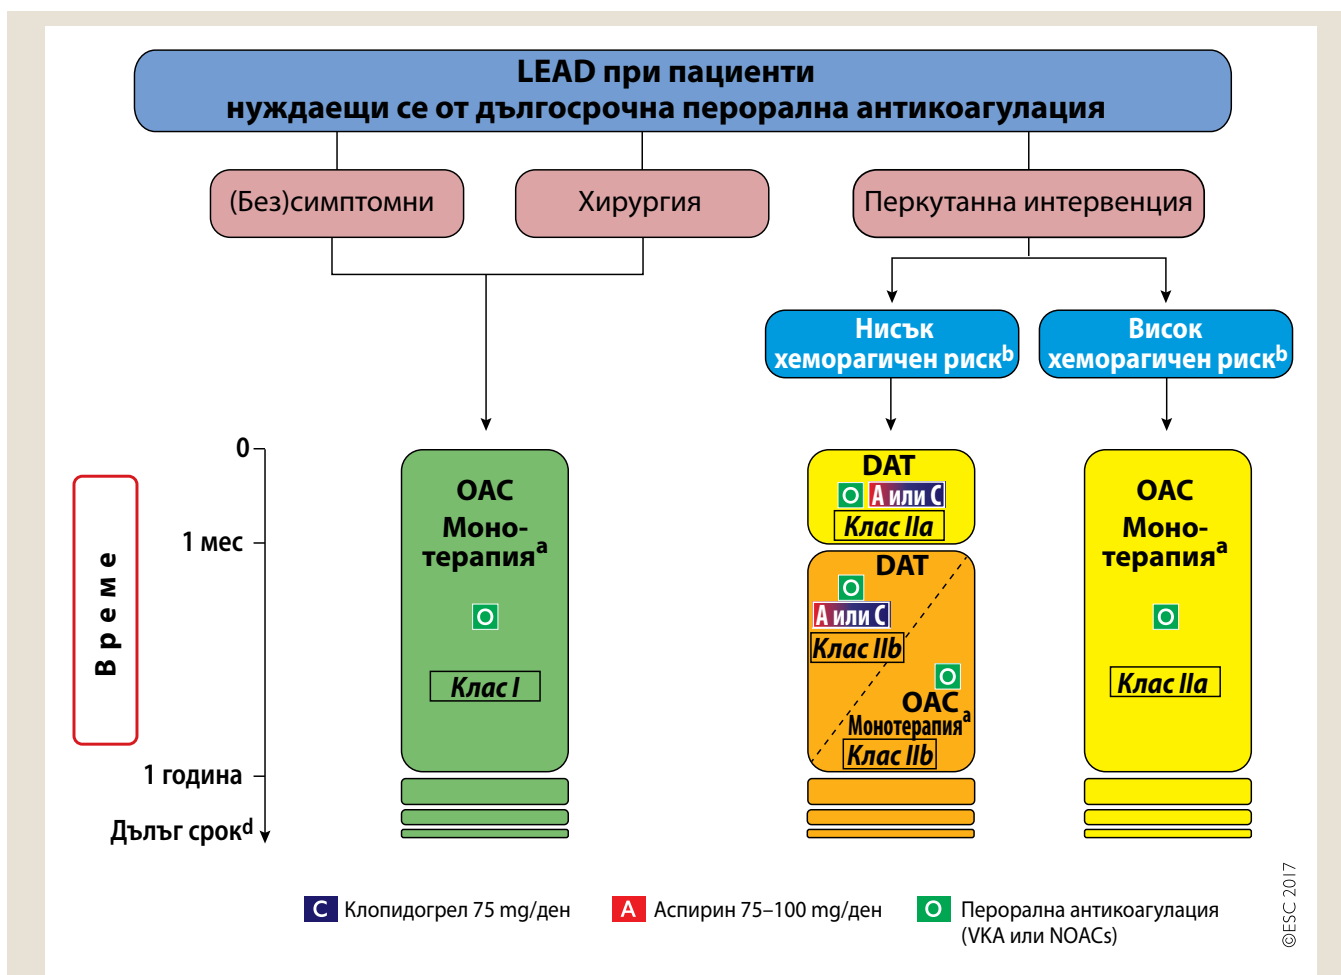 LEAD при пациенти
нуждаещи се от дългосрочна перорална антикоагулация
(Без)симптомни
Хирургия
Перкутанна интервенция
Нисък
хеморагичен риск^b
Висок
хеморагичен риск^b
Време
0
1 мес
1 година
Дълъг срок^d
ОАС
Моно-
терапия^a
O
Клас I
DAT
O А или С
Клас IIa
DAT
O
А или С
Клас IIb
O
ОАС
Монотерапия^a
Клас IIb
ОАС
Моно-
терапия^a
O
Клас IIa
C Клопидогрел 75 mg/ден
A Аспирин 75–100 mg/ден
O Перорална антикоагулация
(VKA или NOACs)
©ESC 2017